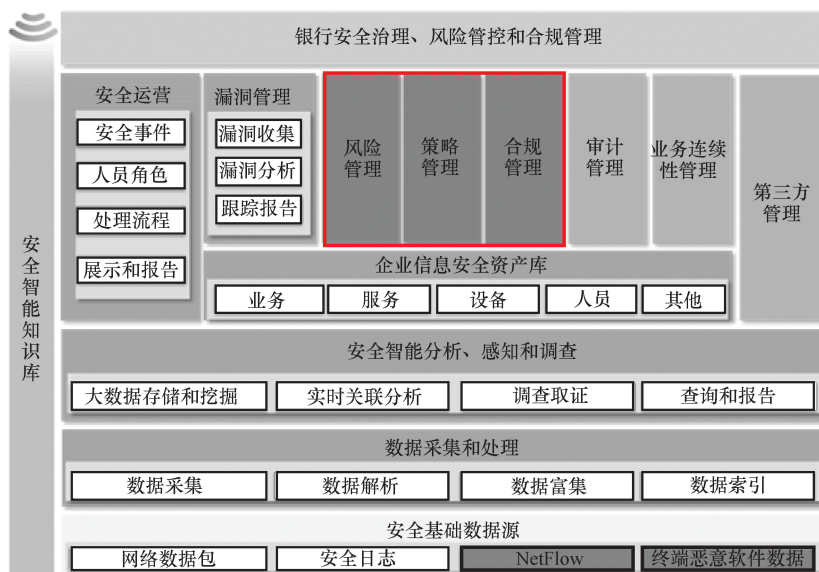 银行安全治理、风险管控和合规管理
安全智能知识库
安全运营
安全事件
人员角色
处理流程
展示和报告
漏洞管理
漏洞收集
漏洞分析
跟踪报告
风险
管理
策略
管理
合规
管理
审计
管理
业务连续
性管理
第三方
管理
企业信息安全资产库
业务
服务
设备
人员
其他
安全智能分析、感知和调查
大数据存储和挖掘
实时关联分析
调查取证
查询和报告
数据采集和处理
数据采集
数据解析
数据富集
数据索引
安全基础数据源
网络数据包
安全日志
NetFlow
终端恶意软件数据